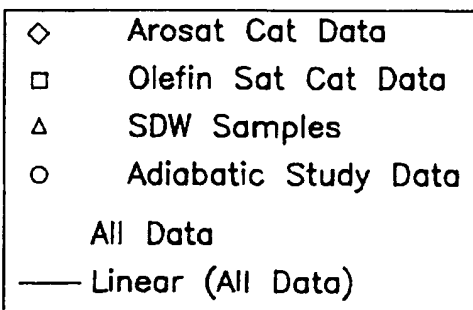 Arosat Cat Data
Olefin Sat Cat Data
SDW Samples
Adiabatic Study Data
All Data
Linear (All Data)